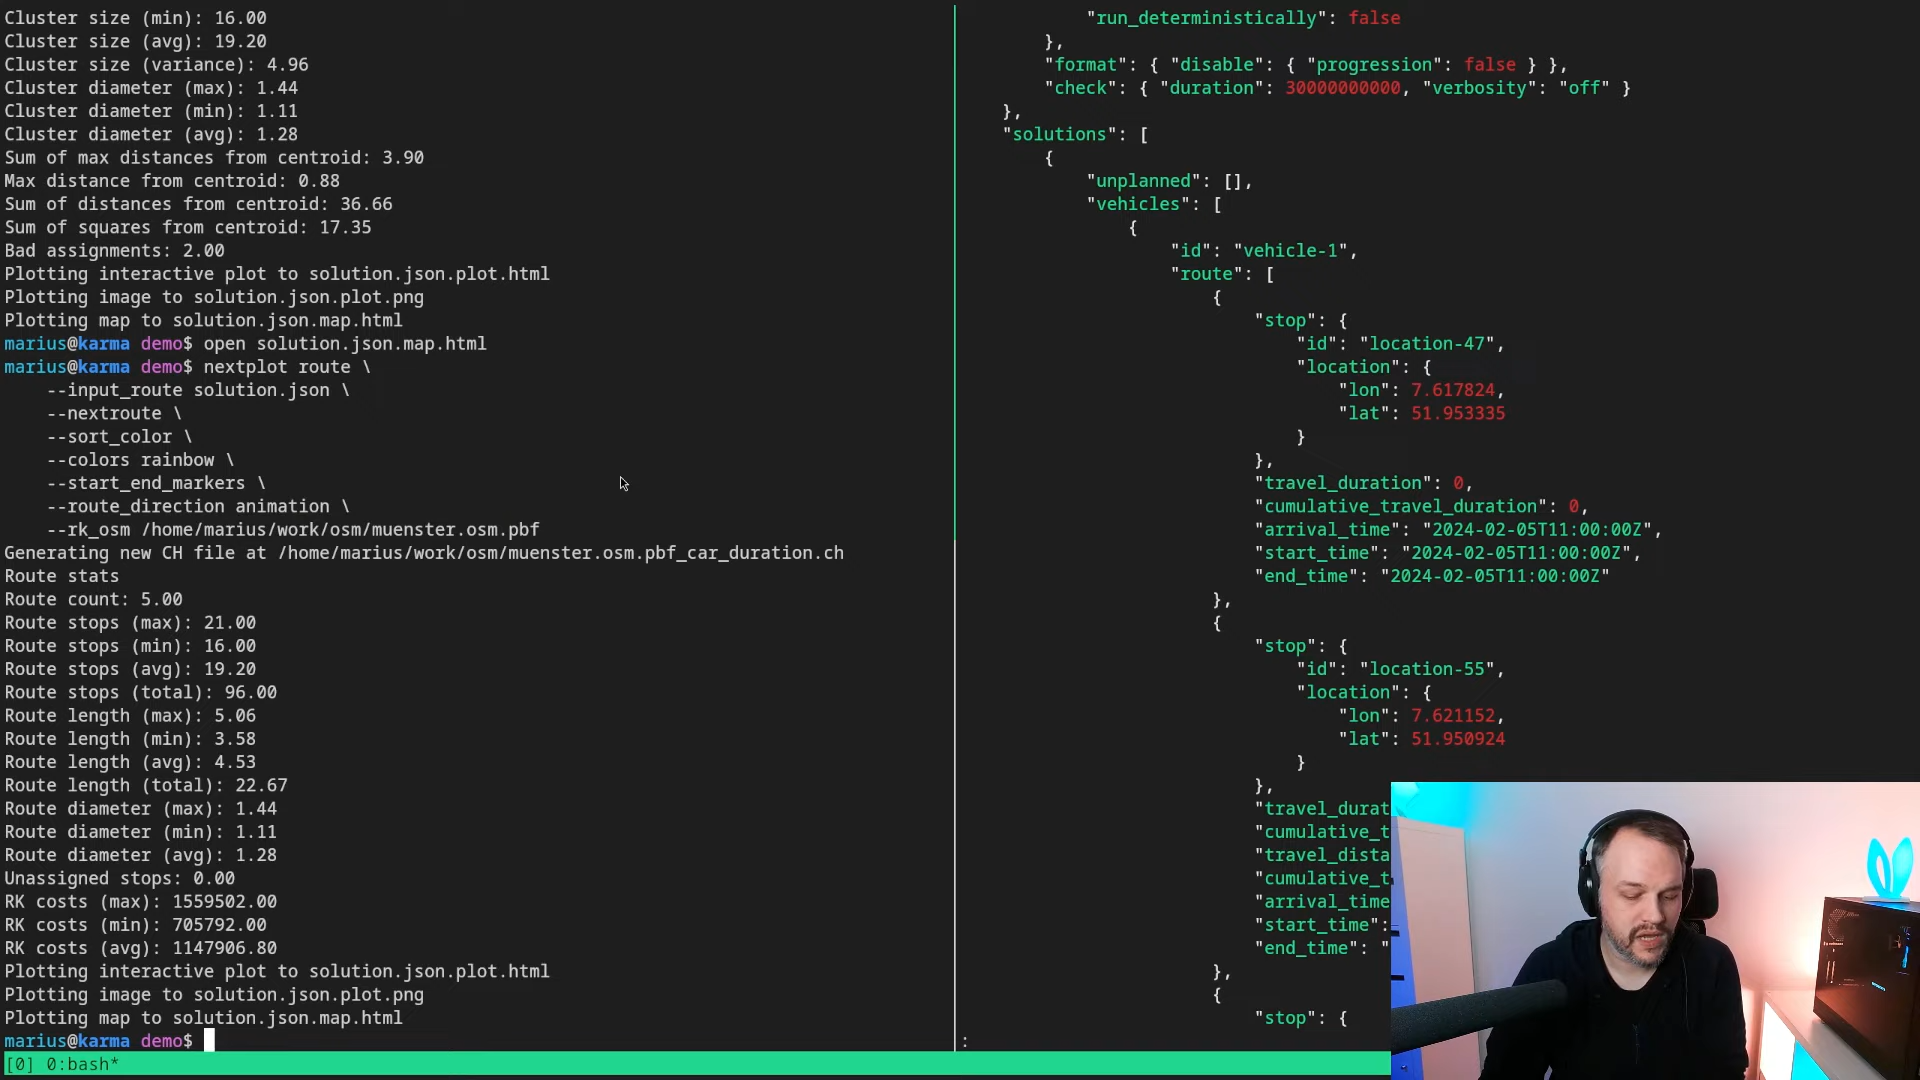 Cluster size (min): 16.00
Cluster size (avg): 19.20
Cluster size (variance): 4.96
Cluster diameter (max): 1.44
Cluster diameter (min): 1.11
Cluster diameter (avg): 1.28
Sum of max distances from centroid: 3.90
Max distance from centroid: 0.88
Sum of distances from centroid: 36.66
Sum of squares from centroid: 17.35
Bad assignments: 2.00
Plotting interactive plot to solution.json.plot.html
Plotting image to solution.json.plot.png
Plotting map to solution.json.map.html
marius@karma demo$ open solution.json.map.html
marius@karma demo$ nextplot route \
--input_route solution.json \
--nextroute \
--sort_color \
--colors rainbow \
--start_end_markers \
--route_direction animation \
--rk_osm /home/marius/work/osm/muenster.osm.pbf
Generating new CH file at /home/marius/work/osm/muenster.osm.pbf_car_duration.ch
Route stats
Route count: 5.00
Route stops (max): 21.00
Route stops (min): 16.00
Route stops (avg): 19.20
Route stops (total): 96.00
Route length (max): 5.06
Route length (min): 3.58
Route length (avg): 4.53
Route length (total): 22.67
Route diameter (max): 1.44
Route diameter (min): 1.11
Route diameter (avg): 1.28
Unassigned stops: 0.00
RK costs (max): 1559502.00
RK costs (min): 705792.00
RK costs (avg): 1147906.80
Plotting interactive plot to solution.json.plot.html
Plotting image to solution.json.plot.png
Plotting map to solution.json.map.html
marius@karma demo$
[0] 0:bash*
"run_deterministically": false
},
"format": { "disable": { "progression": false } },
"check": { "duration": 30000000000, "verbosity": "off" }
},
"solutions": [
{
"unplanned": [],
"vehicles": [
{
"id": "vehicle-1",
"route": [
{
"stop": {
"id": "location-47",
"location": {
"lon": 7.617824,
"lat": 51.953335
}
},
"travel_duration": 0,
"cumulative_travel_duration": 0,
"arrival_time": "2024-02-05T11:00:00Z",
"start_time": "2024-02-05T11:00:00Z",
"end_time": "2024-02-05T11:00:00Z"
},
{
"stop": {
"id": "location-55",
"location": {
"lon": 7.621152,
"lat": 51.950924
}
},
"travel_durat
"cumulative_t
"travel_dista
"cumulative_t
"arrival_time
"start_time":
"end_time": "
},
{
"stop": {
: